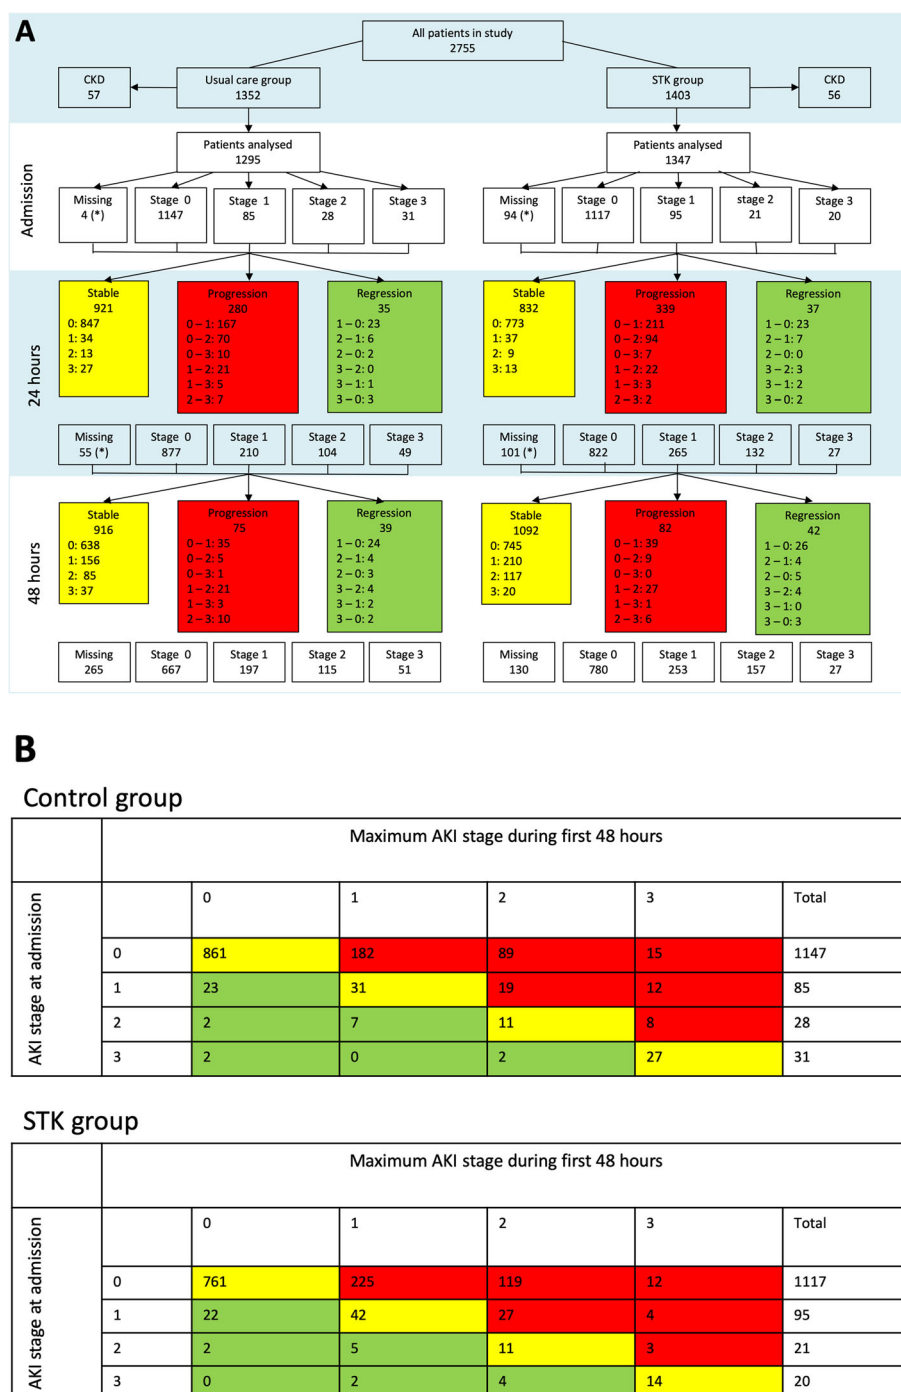 A
All patients in study
2755
CKD
57
Usual care group
1352
STK group
1403
CKD
56
Admission
Patients analysed
1295
Patients analysed
1347
Missing
4 (*)
Stage 0
1147
Stage 1
85
Stage 2
28
Stage 3
31
Missing
94 (*)
Stage 0
1117
Stage 1
95
stage 2
21
Stage 3
20
24 hours
Stable
921
0: 847
1: 34
2: 13
3: 27
Progression
280
0 – 1: 167
0 – 2: 70
0 – 3: 10
1 – 2: 21
1 – 3: 5
2 – 3: 7
Regression
35
1 – 0: 23
2 – 1: 6
2 – 0: 2
3 – 2: 0
3 – 1: 1
3 – 0: 3
Stable
832
0: 773
1: 37
2: 9
3: 13
Progression
339
0 – 1: 211
0 – 2: 94
0 – 3: 7
1 – 2: 22
1 – 3: 3
2 – 3: 2
Regression
37
1 – 0: 23
2 – 1: 7
2 – 0: 0
3 – 2: 3
3 – 1: 2
3 – 0: 2
Missing
55 (*)
Stage 0
877
Stage 1
210
Stage 2
104
Stage 3
49
Missing
101 (*)
Stage 0
822
Stage 1
265
Stage 2
132
Stage 3
27
48 hours
Stable
916
0: 638
1: 156
2: 85
3: 37
Progression
75
0 – 1: 35
0 – 2: 5
0 – 3: 1
1 – 2: 21
1 – 3: 3
2 – 3: 10
Regression
39
1 – 0: 24
2 – 1: 4
2 – 0: 3
3 – 2: 4
3 – 1: 2
3 – 0: 2
Stable
1092
0: 745
1: 210
2: 117
3: 20
Progression
82
0 – 1: 39
0 – 2: 9
0 – 3: 0
1 – 2: 27
1 – 3: 1
2 – 3: 6
Regression
42
1 – 0: 26
2 – 1: 4
2 – 0: 5
3 – 2: 4
3 – 1: 0
3 – 0: 3
Missing
265
Stage 0
667
Stage 1
197
Stage 2
115
Stage 3
51
Missing
130
Stage 0
780
Stage 1
253
Stage 2
157
Stage 3
27
B
Control group
Maximum AKI stage during first 48 hours
AKI stage at admission
0 1 2 3 Total
0 861 182 89 15 1147
1 23 31 19 12 85
2 2 7 11 8 28
3 2 0 2 27 31
STK group
Maximum AKI stage during first 48 hours
AKI stage at admission
0 1 2 3 Total
0 761 225 119 12 1117
1 22 42 27 4 95
2 2 5 11 3 21
3 0 2 4 14 20